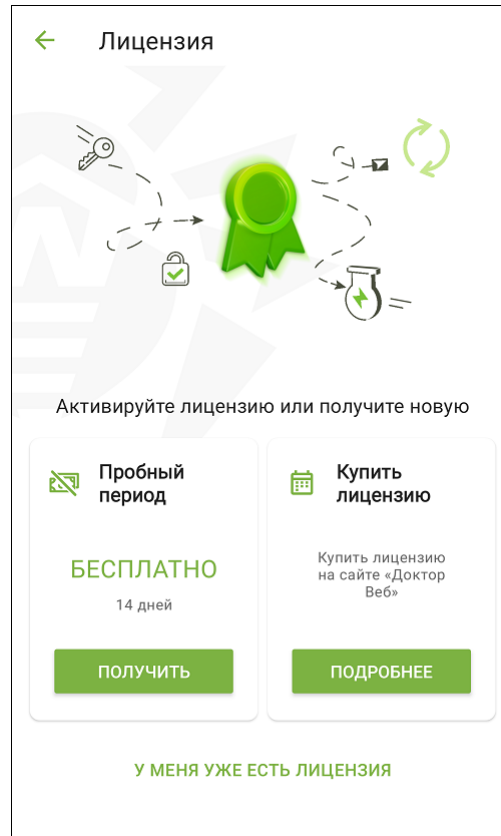 Лицензия
Активируйте лицензию или получите новую
Пробный
период
БЕСПЛАТНО
14 дней
ПОЛУЧИТЬ
Купить
лицензию
Купить лицензию
на сайте «Доктор
Веб»
ПОДРОБНЕЕ
У МЕНЯ УЖЕ ЕСТЬ ЛИЦЕНЗИЯ